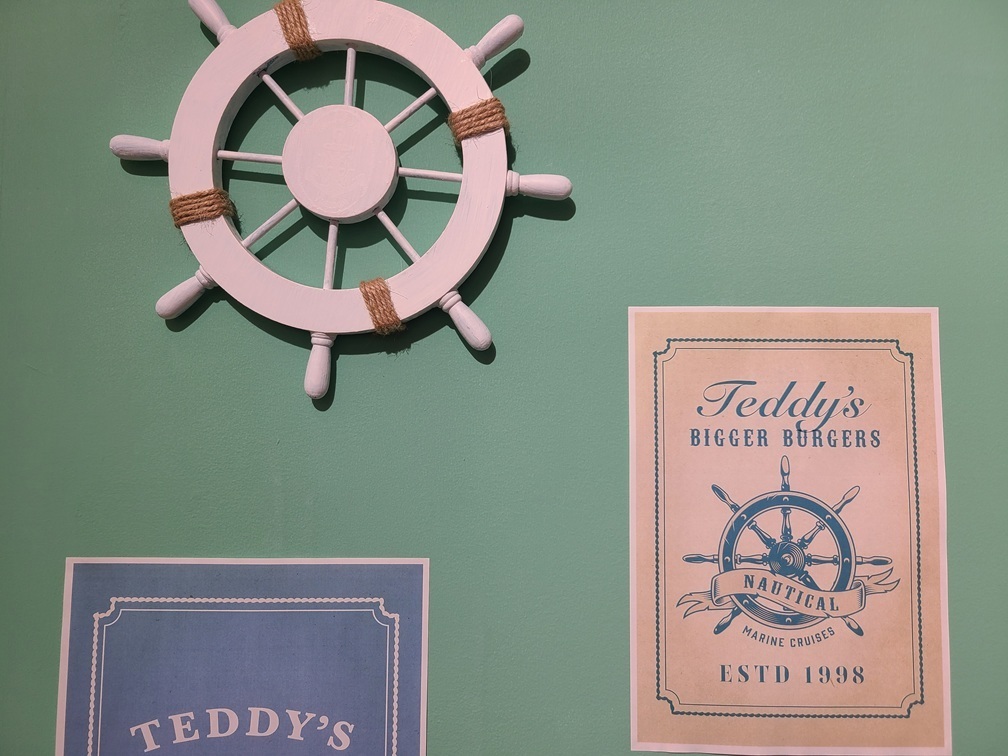 Teddy's
BIGGER BURGERS
NAUTICAL
MARINE CRUISES
ESTD 1998
TEDDY'S